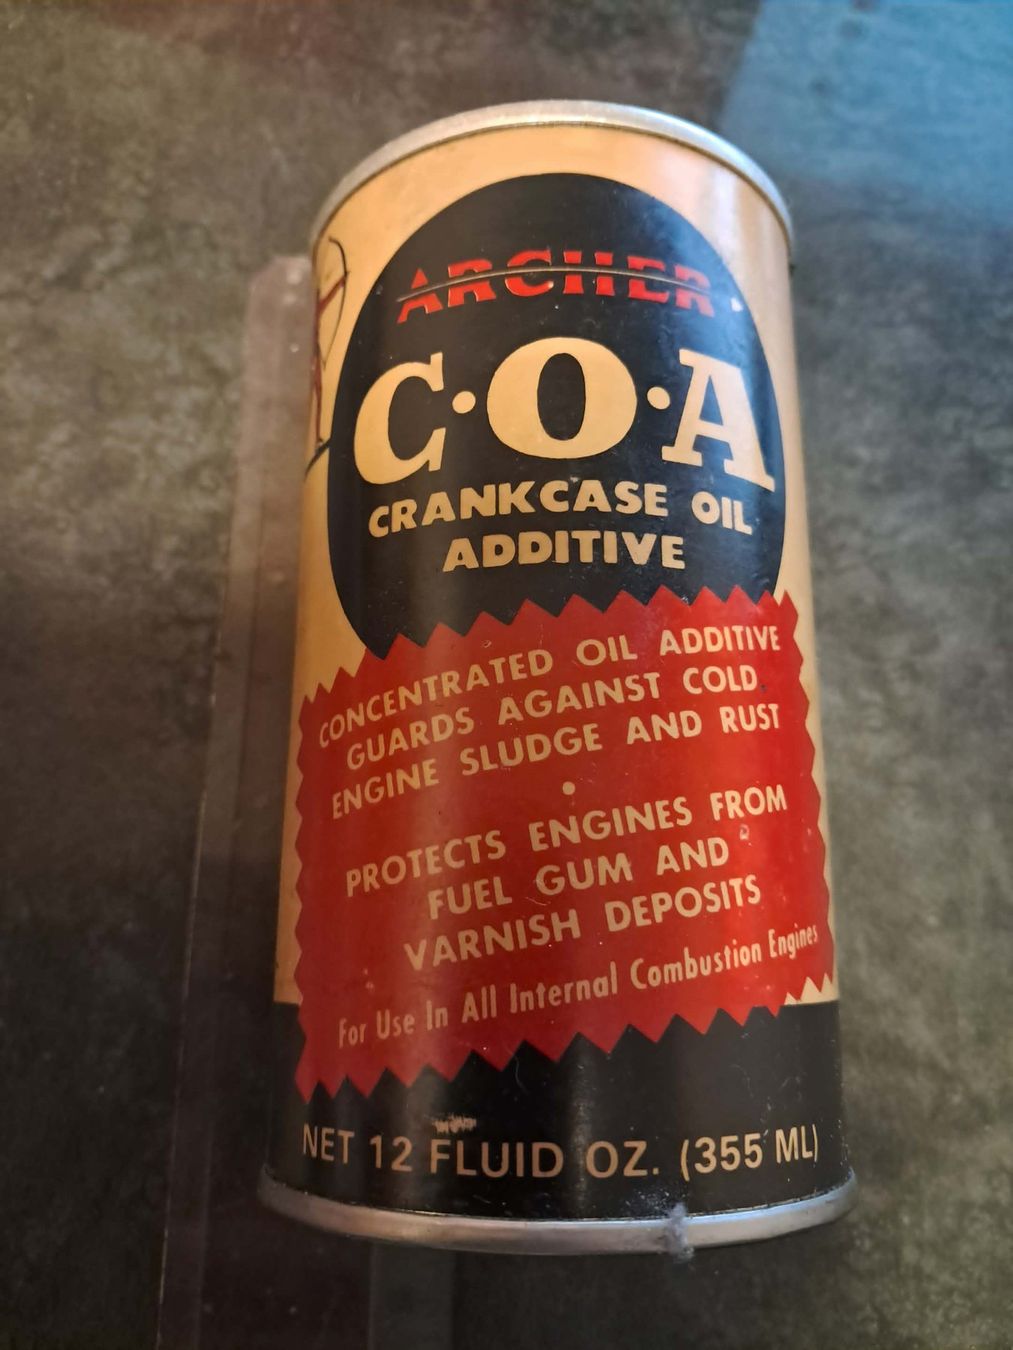 ARCHER
C·O·A
CRANKCASE OIL
ADDITIVE
CONCENTRATED OIL ADDITIVE
GUARDS AGAINST COLD
ENGINE SLUDGE AND RUST
•
PROTECTS ENGINES FROM
FUEL GUM AND
VARNISH DEPOSITS
For Use In All Internal Combustion Engines
NET 12 FLUID OZ. (355 ML)